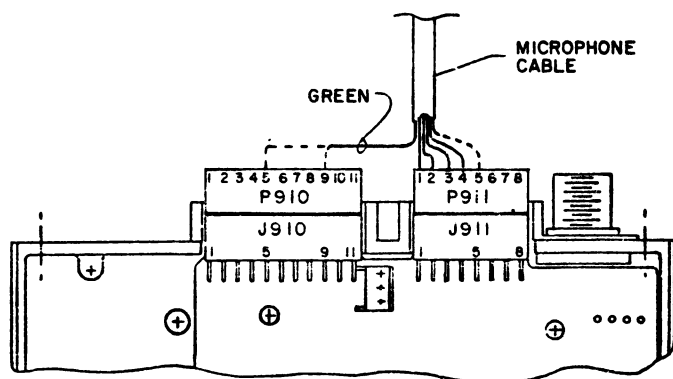 MICROPHONE
CABLE
GREEN
1 2 3 4 5 6 7 8 9 10 11
1 2 3 4 5 6 7 8
P910
P911
J910
J911
1 5 9 11
1 5 8